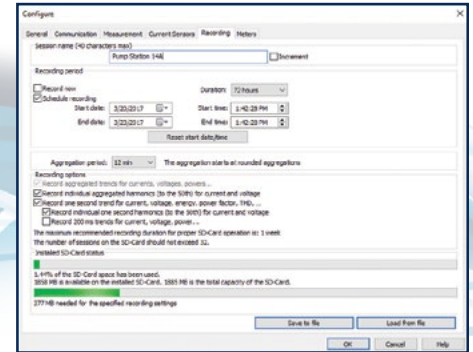 Configure
General Communication Measurement Current Sensors Recording Meters
Session name (40 characters max)
Pump Station 14A
Increment
Recording period
Record now
Duration: 72 hours
Schedule recording
Start date: 3/20/2017 Start time: 1:42:29 PM
End date: 3/23/2017 End time: 1:42:29 PM
Reset start date/time
Aggregation period: 12 min The aggregation starts at rounded aggregations
Recording options
Record aggregated trends for currents, voltages, powers...
Record individual aggregated harmonics (to the 50th) for current and voltage
Record one second trend for current, voltage, energy, power factor, THD, ...
Record individual one second harmonics (to the 50th) for current and voltage
Record 200 ms trends for current, voltage, power...
The maximum recommended recording duration for proper SD-Card operation is: 1 week
The number of sessions on the SD-Card should not exceed 32.
Installed SD-Card status
1.44% of the SD-Card space has been used.
1858 MB is available on the installed SD-Card. 1885 MB is the total capacity of the SD-Card.
277 MB needed for the specified recording settings
Save to file Load from file
OK Cancel Help